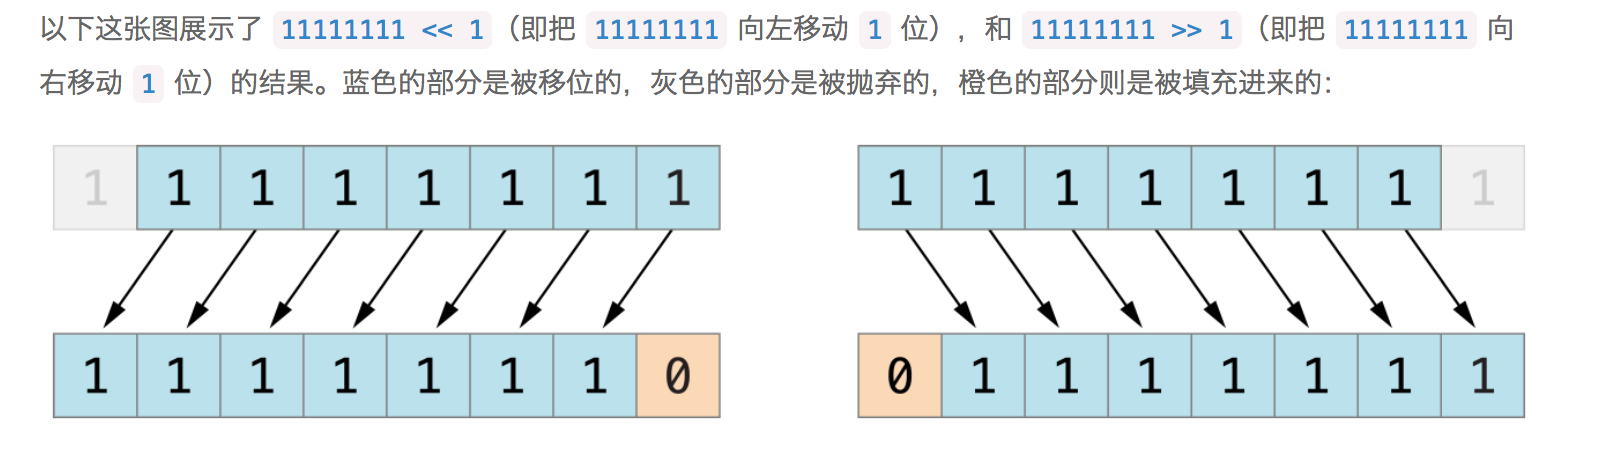 以下这张图展示了 11111111 << 1（即把 11111111 向左移动 1 位），和 11111111 >> 1（即把 11111111 向
右移动 1 位）的结果。蓝色的部分是被移位的，灰色的部分是被抛弃的，橙色的部分则是被填充进来的：
1 1 1 1 1 1 1 1
1 1 1 1 1 1 1 0
1 1 1 1 1 1 1 1
0 1 1 1 1 1 1 1